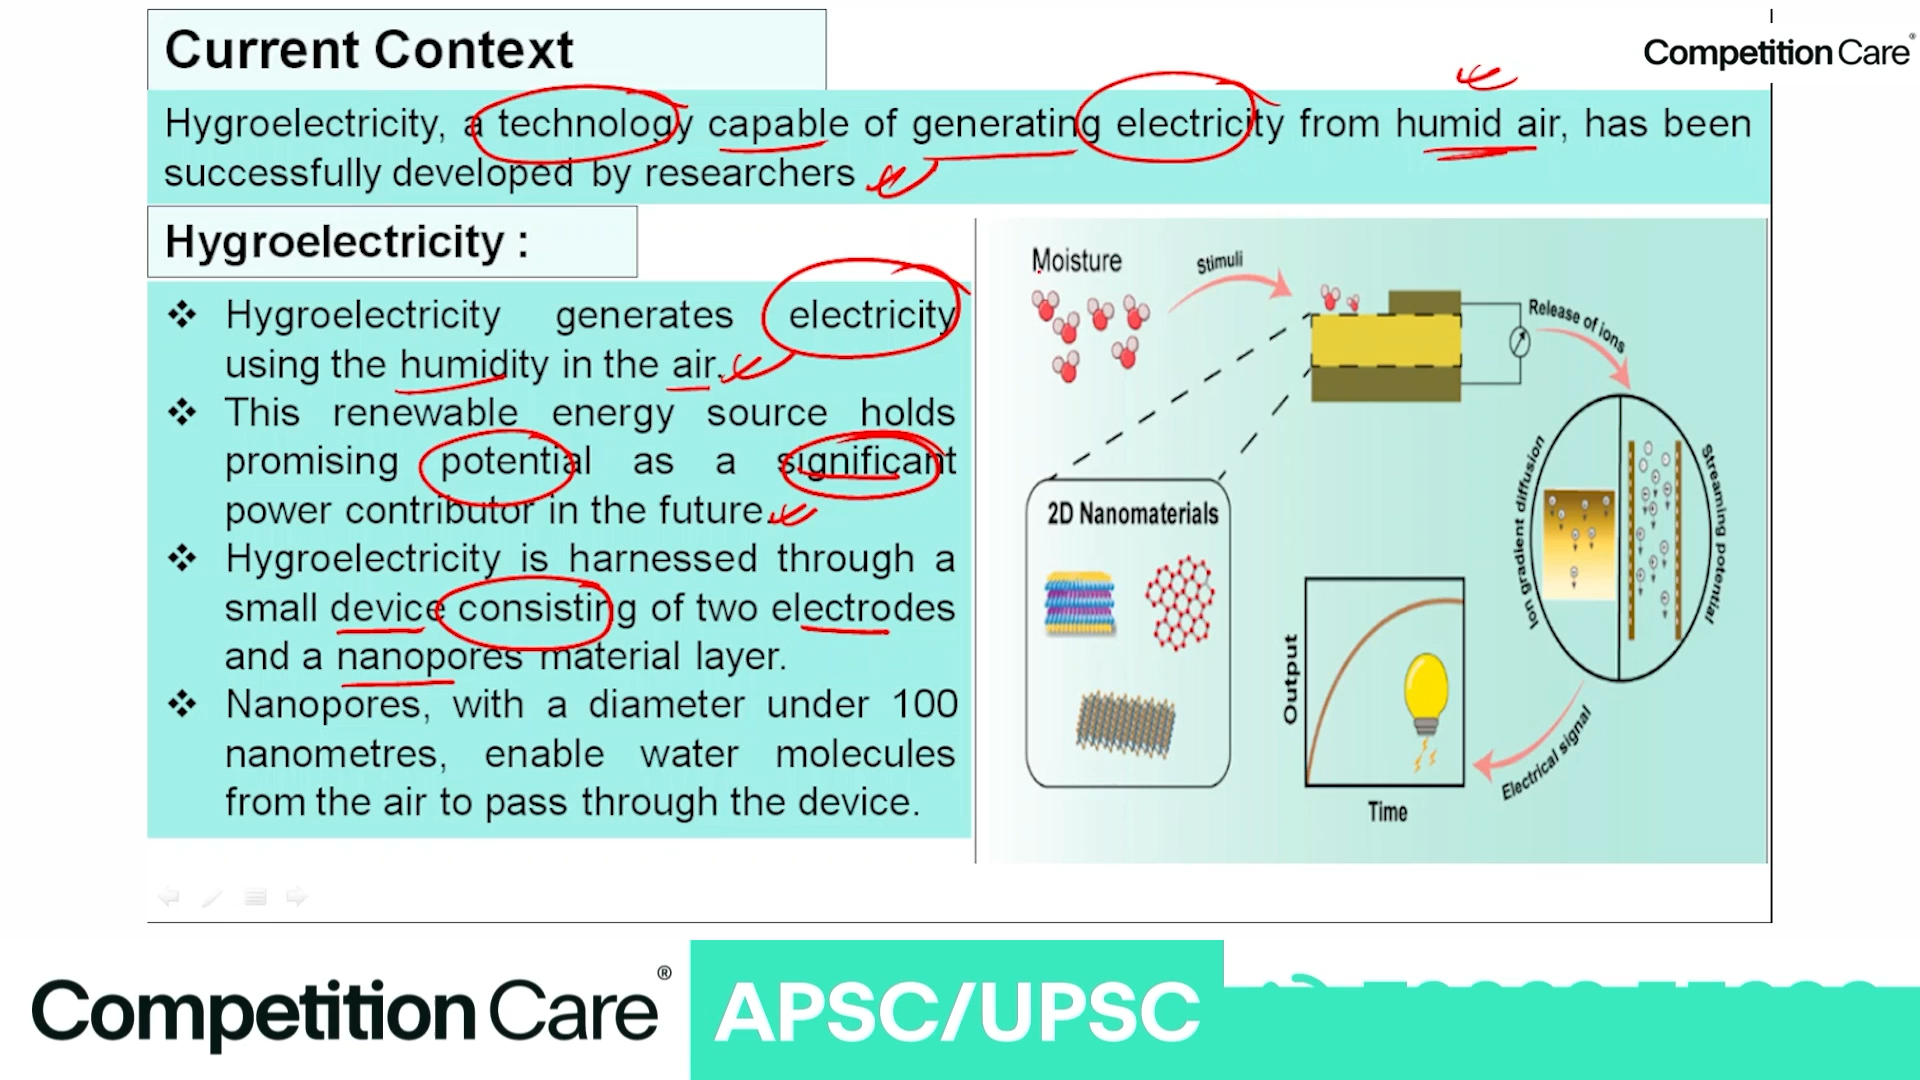 Current Context
Competition Care
Hygroelectricity, a technology capable of generating electricity from humid air, has been
successfully developed by researchers
Hygroelectricity :
❖ Hygroelectricity generates electricity
using the humidity in the air.
❖ This renewable energy source holds
promising potential as a significant
power contributor in the future.
❖ Hygroelectricity is harnessed through a
small device consisting of two electrodes
and a nanopores material layer.
❖ Nanopores, with a diameter under 100
nanometres, enable water molecules
from the air to pass through the device.
Moisture
Stimuli
Release of ions
2D Nanomaterials
Ion gradient diffusion
Streaming potential
Output
Time
Electrical signal
Competition Care®
APSC/UPSC